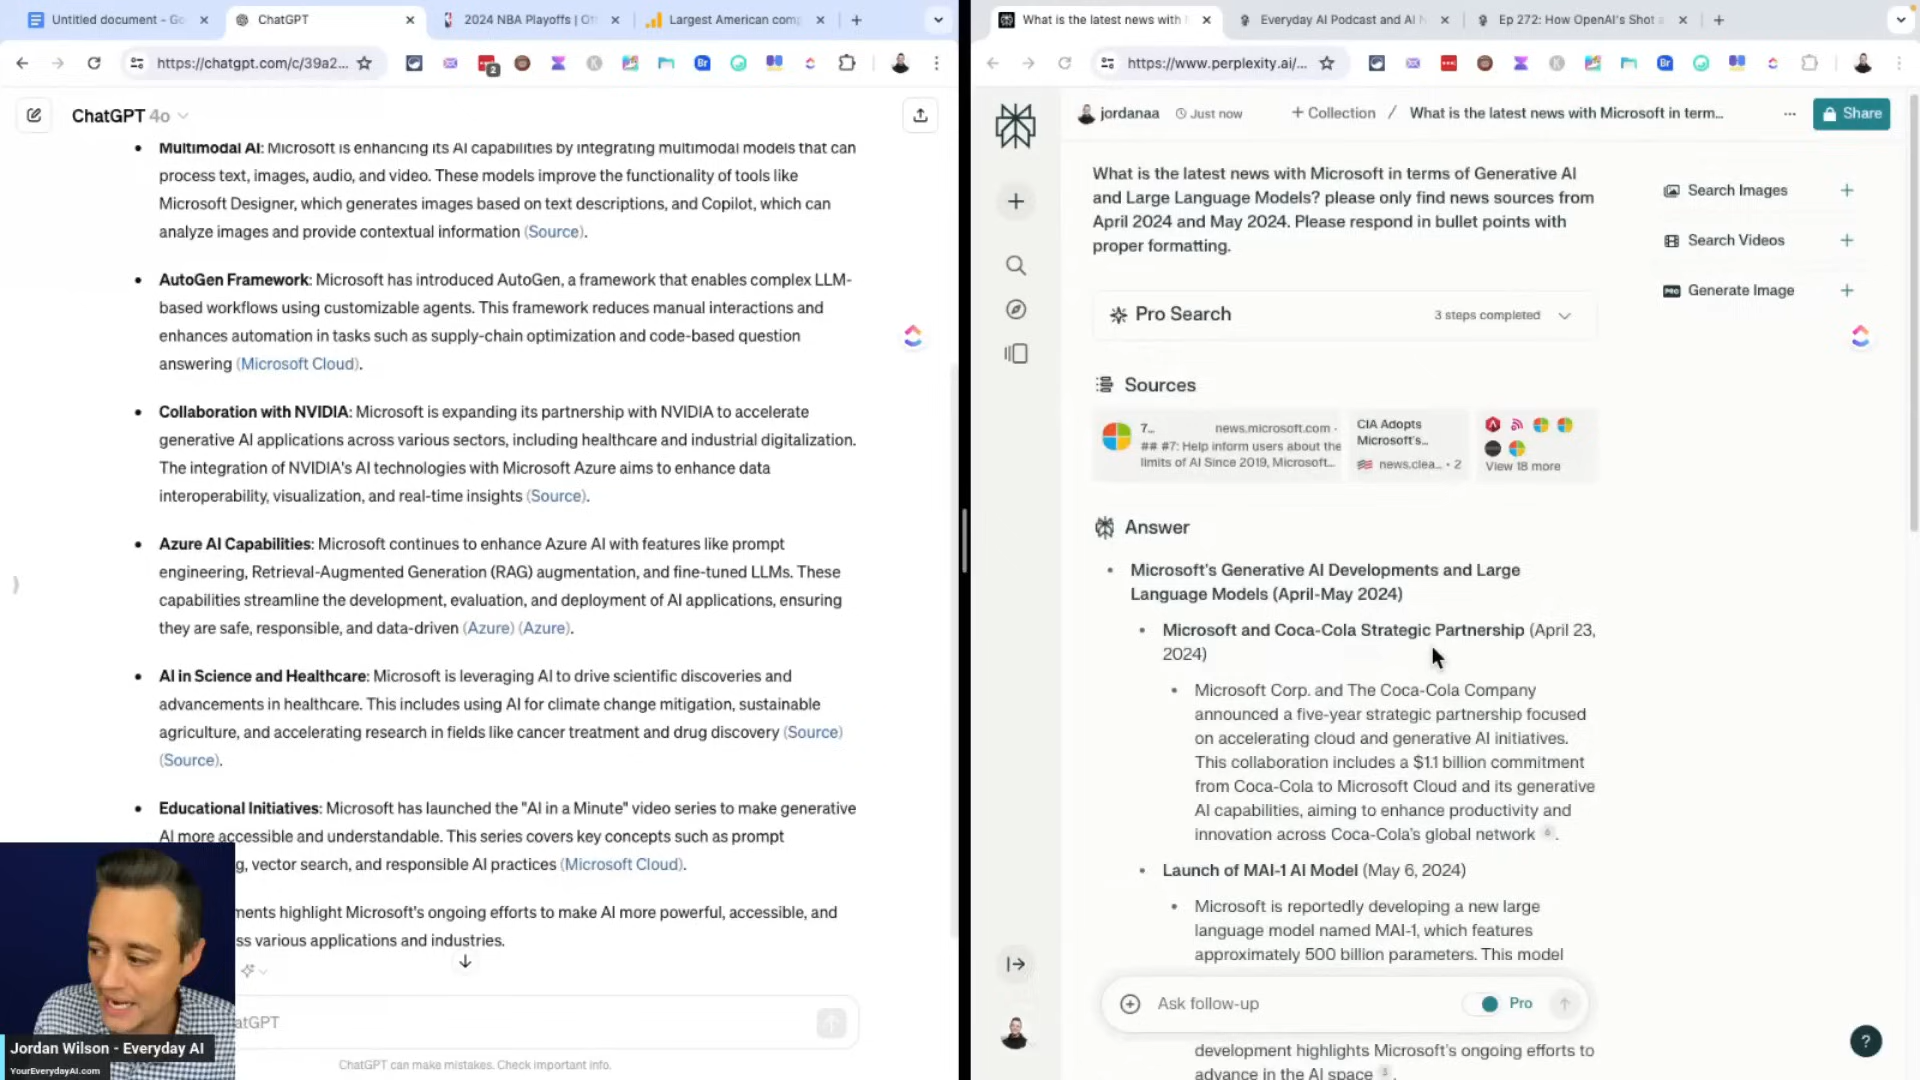 Untitled document - Go
ChatGPT
2024 NBA Playoffs | Of
Largest American comp
https://chatgpt.com/c/39a2...
2
ChatGPT 4o
Multimodal AI: Microsoft is enhancing its AI capabilities by integrating multimodal models that can
process text, images, audio, and video. These models improve the functionality of tools like
Microsoft Designer, which generates images based on text descriptions, and Copilot, which can
analyze images and provide contextual information (Source).
AutoGen Framework: Microsoft has introduced AutoGen, a framework that enables complex LLM-
based workflows using customizable agents. This framework reduces manual interactions and
enhances automation in tasks such as supply-chain optimization and code-based question
answering (Microsoft Cloud).
Collaboration with NVIDIA: Microsoft is expanding its partnership with NVIDIA to accelerate
generative AI applications across various sectors, including healthcare and industrial digitalization.
The integration of NVIDIA's AI technologies with Microsoft Azure aims to enhance data
interoperability, visualization, and real-time insights (Source).
Azure AI Capabilities: Microsoft continues to enhance Azure AI with features like prompt
engineering, Retrieval-Augmented Generation (RAG) augmentation, and fine-tuned LLMs. These
capabilities streamline the development, evaluation, and deployment of AI applications, ensuring
they are safe, responsible, and data-driven (Azure) (Azure).
AI in Science and Healthcare: Microsoft is leveraging AI to drive scientific discoveries and
advancements in healthcare. This includes using AI for climate change mitigation, sustainable
agriculture, and accelerating research in fields like cancer treatment and drug discovery (Source)
(Source).
Educational Initiatives: Microsoft has launched the "AI in a Minute" video series to make generative
AI more accessible and understandable. This series covers key concepts such as prompt
g, vector search, and responsible AI practices (Microsoft Cloud).
ments highlight Microsoft's ongoing efforts to make AI more powerful, accessible, and
ss various applications and industries.
atGPT
ChatGPT can make mistakes. Check important info.
Jordan Wilson - Everyday AI
YourEverydayAI.com
What is the latest news with
Everyday AI Podcast and AI N
Ep 272: How OpenAI's Shot a
https://www.perplexity.ai/...
jordanaa
Just now
+ Collection / What is the latest news with Microsoft in term...
Share
What is the latest news with Microsoft in terms of Generative AI
and Large Language Models? please only find news sources from
April 2024 and May 2024. Please respond in bullet points with
proper formatting.
Search Images
Search Videos
PRO Generate Image
Pro Search
3 steps completed
Sources
7...
news.microsoft.com ·
## #7: Help inform users about the
limits of AI Since 2019, Microsoft...
CIA Adopts
Microsoft's...
news.clea... · 2
View 18 more
Answer
Microsoft's Generative AI Developments and Large
Language Models (April-May 2024)
Microsoft and Coca-Cola Strategic Partnership (April 23,
2024)
Microsoft Corp. and The Coca-Cola Company
announced a five-year strategic partnership focused
on accelerating cloud and generative AI initiatives.
This collaboration includes a $1.1 billion commitment
from Coca-Cola to Microsoft Cloud and its generative
AI capabilities, aiming to enhance productivity and
innovation across Coca-Cola's global network 6.
Launch of MAI-1 AI Model (May 6, 2024)
Microsoft is reportedly developing a new large
language model named MAI-1, which features
approximately 500 billion parameters. This model
Ask follow-up
Pro
development highlights Microsoft's ongoing efforts to
advance in the AI space
?